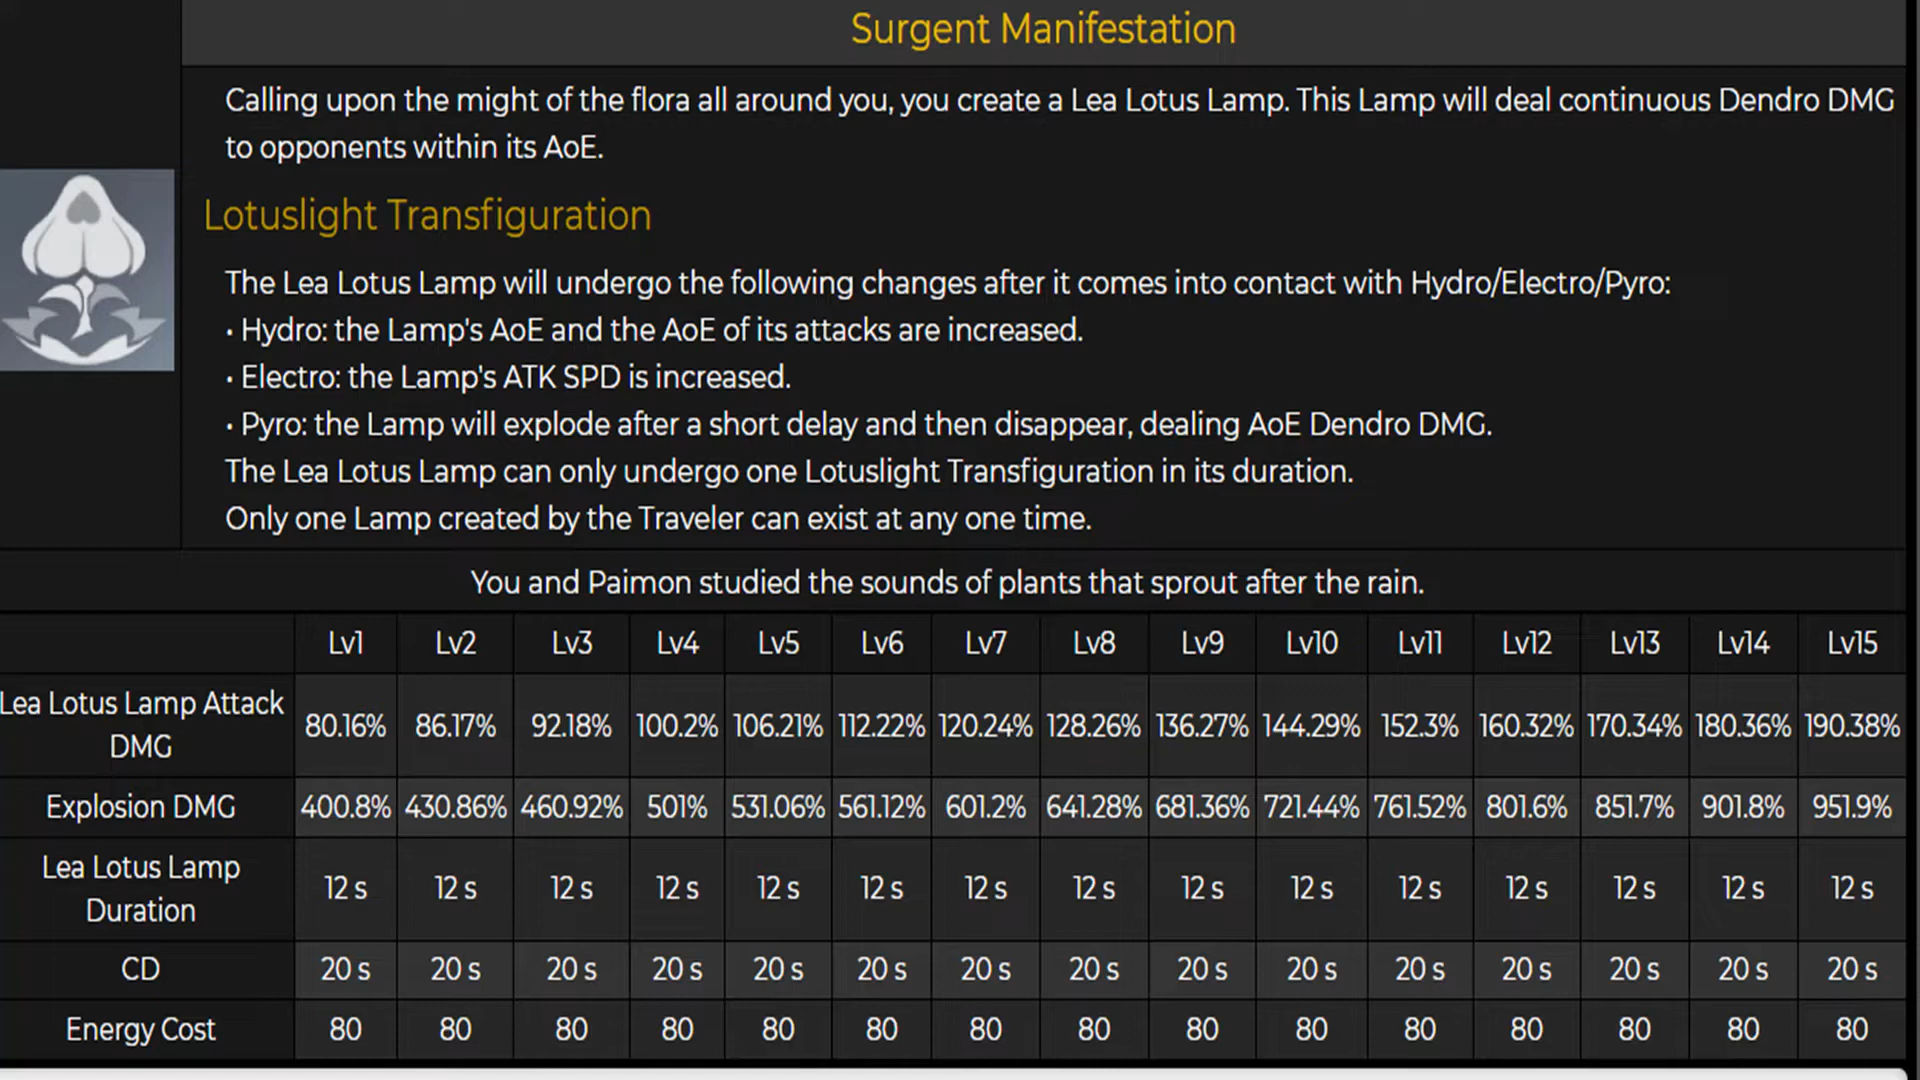 Surgent Manifestation
Calling upon the might of the flora all around you, you create a Lea Lotus Lamp. This Lamp will deal continuous Dendro DMG
to opponents within its AoE.
Lotuslight Transfiguration
The Lea Lotus Lamp will undergo the following changes after it comes into contact with Hydro/Electro/Pyro:
• Hydro: the Lamp's AoE and the AoE of its attacks are increased.
• Electro: the Lamp's ATK SPD is increased.
• Pyro: the Lamp will explode after a short delay and then disappear, dealing AoE Dendro DMG.
The Lea Lotus Lamp can only undergo one Lotuslight Transfiguration in its duration.
Only one Lamp created by the Traveler can exist at any one time.
You and Paimon studied the sounds of plants that sprout after the rain.
Lv1 Lv2 Lv3 Lv4 Lv5 Lv6 Lv7 Lv8 Lv9 Lv10 Lv11 Lv12 Lv13 Lv14 Lv15
Lea Lotus Lamp Attack
DMG
80.16% 86.17% 92.18% 100.2% 106.21% 112.22% 120.24% 128.26% 136.27% 144.29% 152.3% 160.32% 170.34% 180.36% 190.38%
Explosion DMG 400.8% 430.86% 460.92% 501% 531.06% 561.12% 601.2% 641.28% 681.36% 721.44% 761.52% 801.6% 851.7% 901.8% 951.9%
Lea Lotus Lamp
Duration
12 s 12 s 12 s 12 s 12 s 12 s 12 s 12 s 12 s 12 s 12 s 12 s 12 s 12 s 12 s
CD 20 s 20 s 20 s 20 s 20 s 20 s 20 s 20 s 20 s 20 s 20 s 20 s 20 s 20 s 20 s
Energy Cost 80 80 80 80 80 80 80 80 80 80 80 80 80 80 80